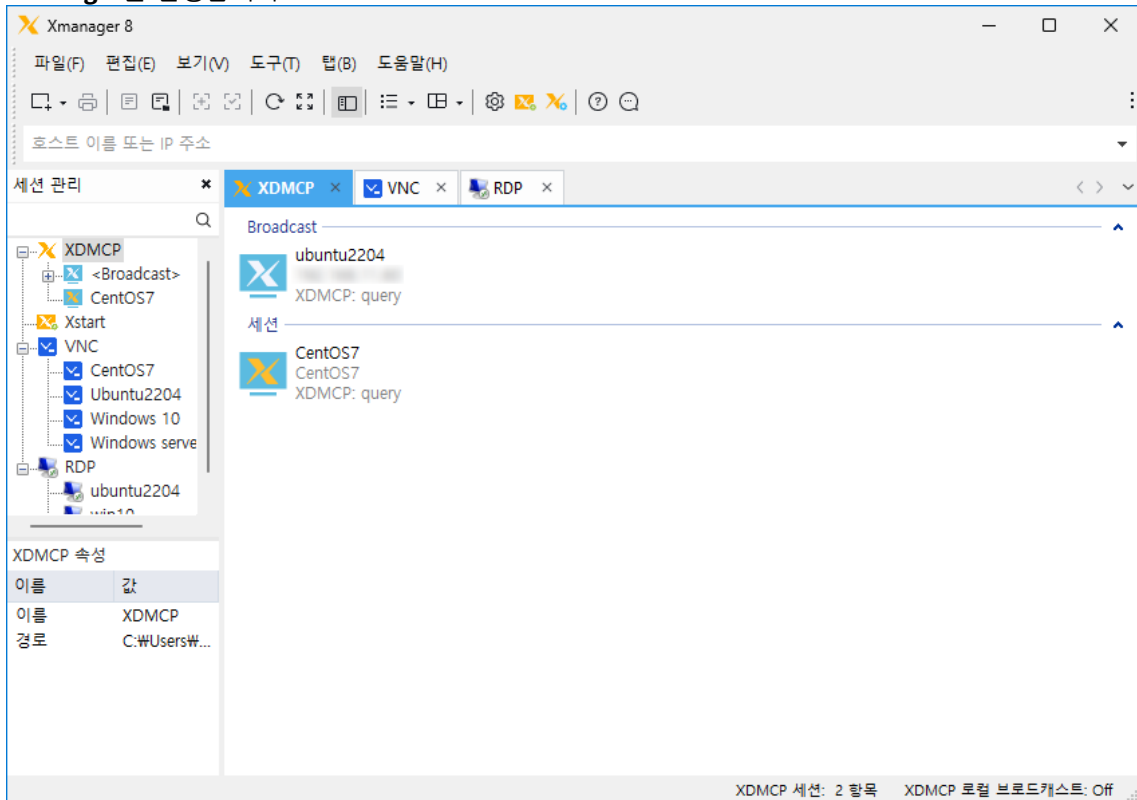 Xmanager 8
파일(F) 편집(E) 보기(V) 도구(T) 탭(B) 도움말(H)
호스트 이름 또는 IP 주소
세션 관리
XDMCP
<Broadcast>
CentOS7
Xstart
VNC
CentOS7
Ubuntu2204
Windows 10
Windows serve
RDP
ubuntu2204
win10
XDMCP 속성
이름 값
이름 XDMCP
경로 C:₩Users₩...
XDMCP VNC RDP
Broadcast
ubuntu2204
XDMCP: query
세션
CentOS7
CentOS7
XDMCP: query
XDMCP 세션: 2 항목 XDMCP 로컬 브로드캐스트: Off